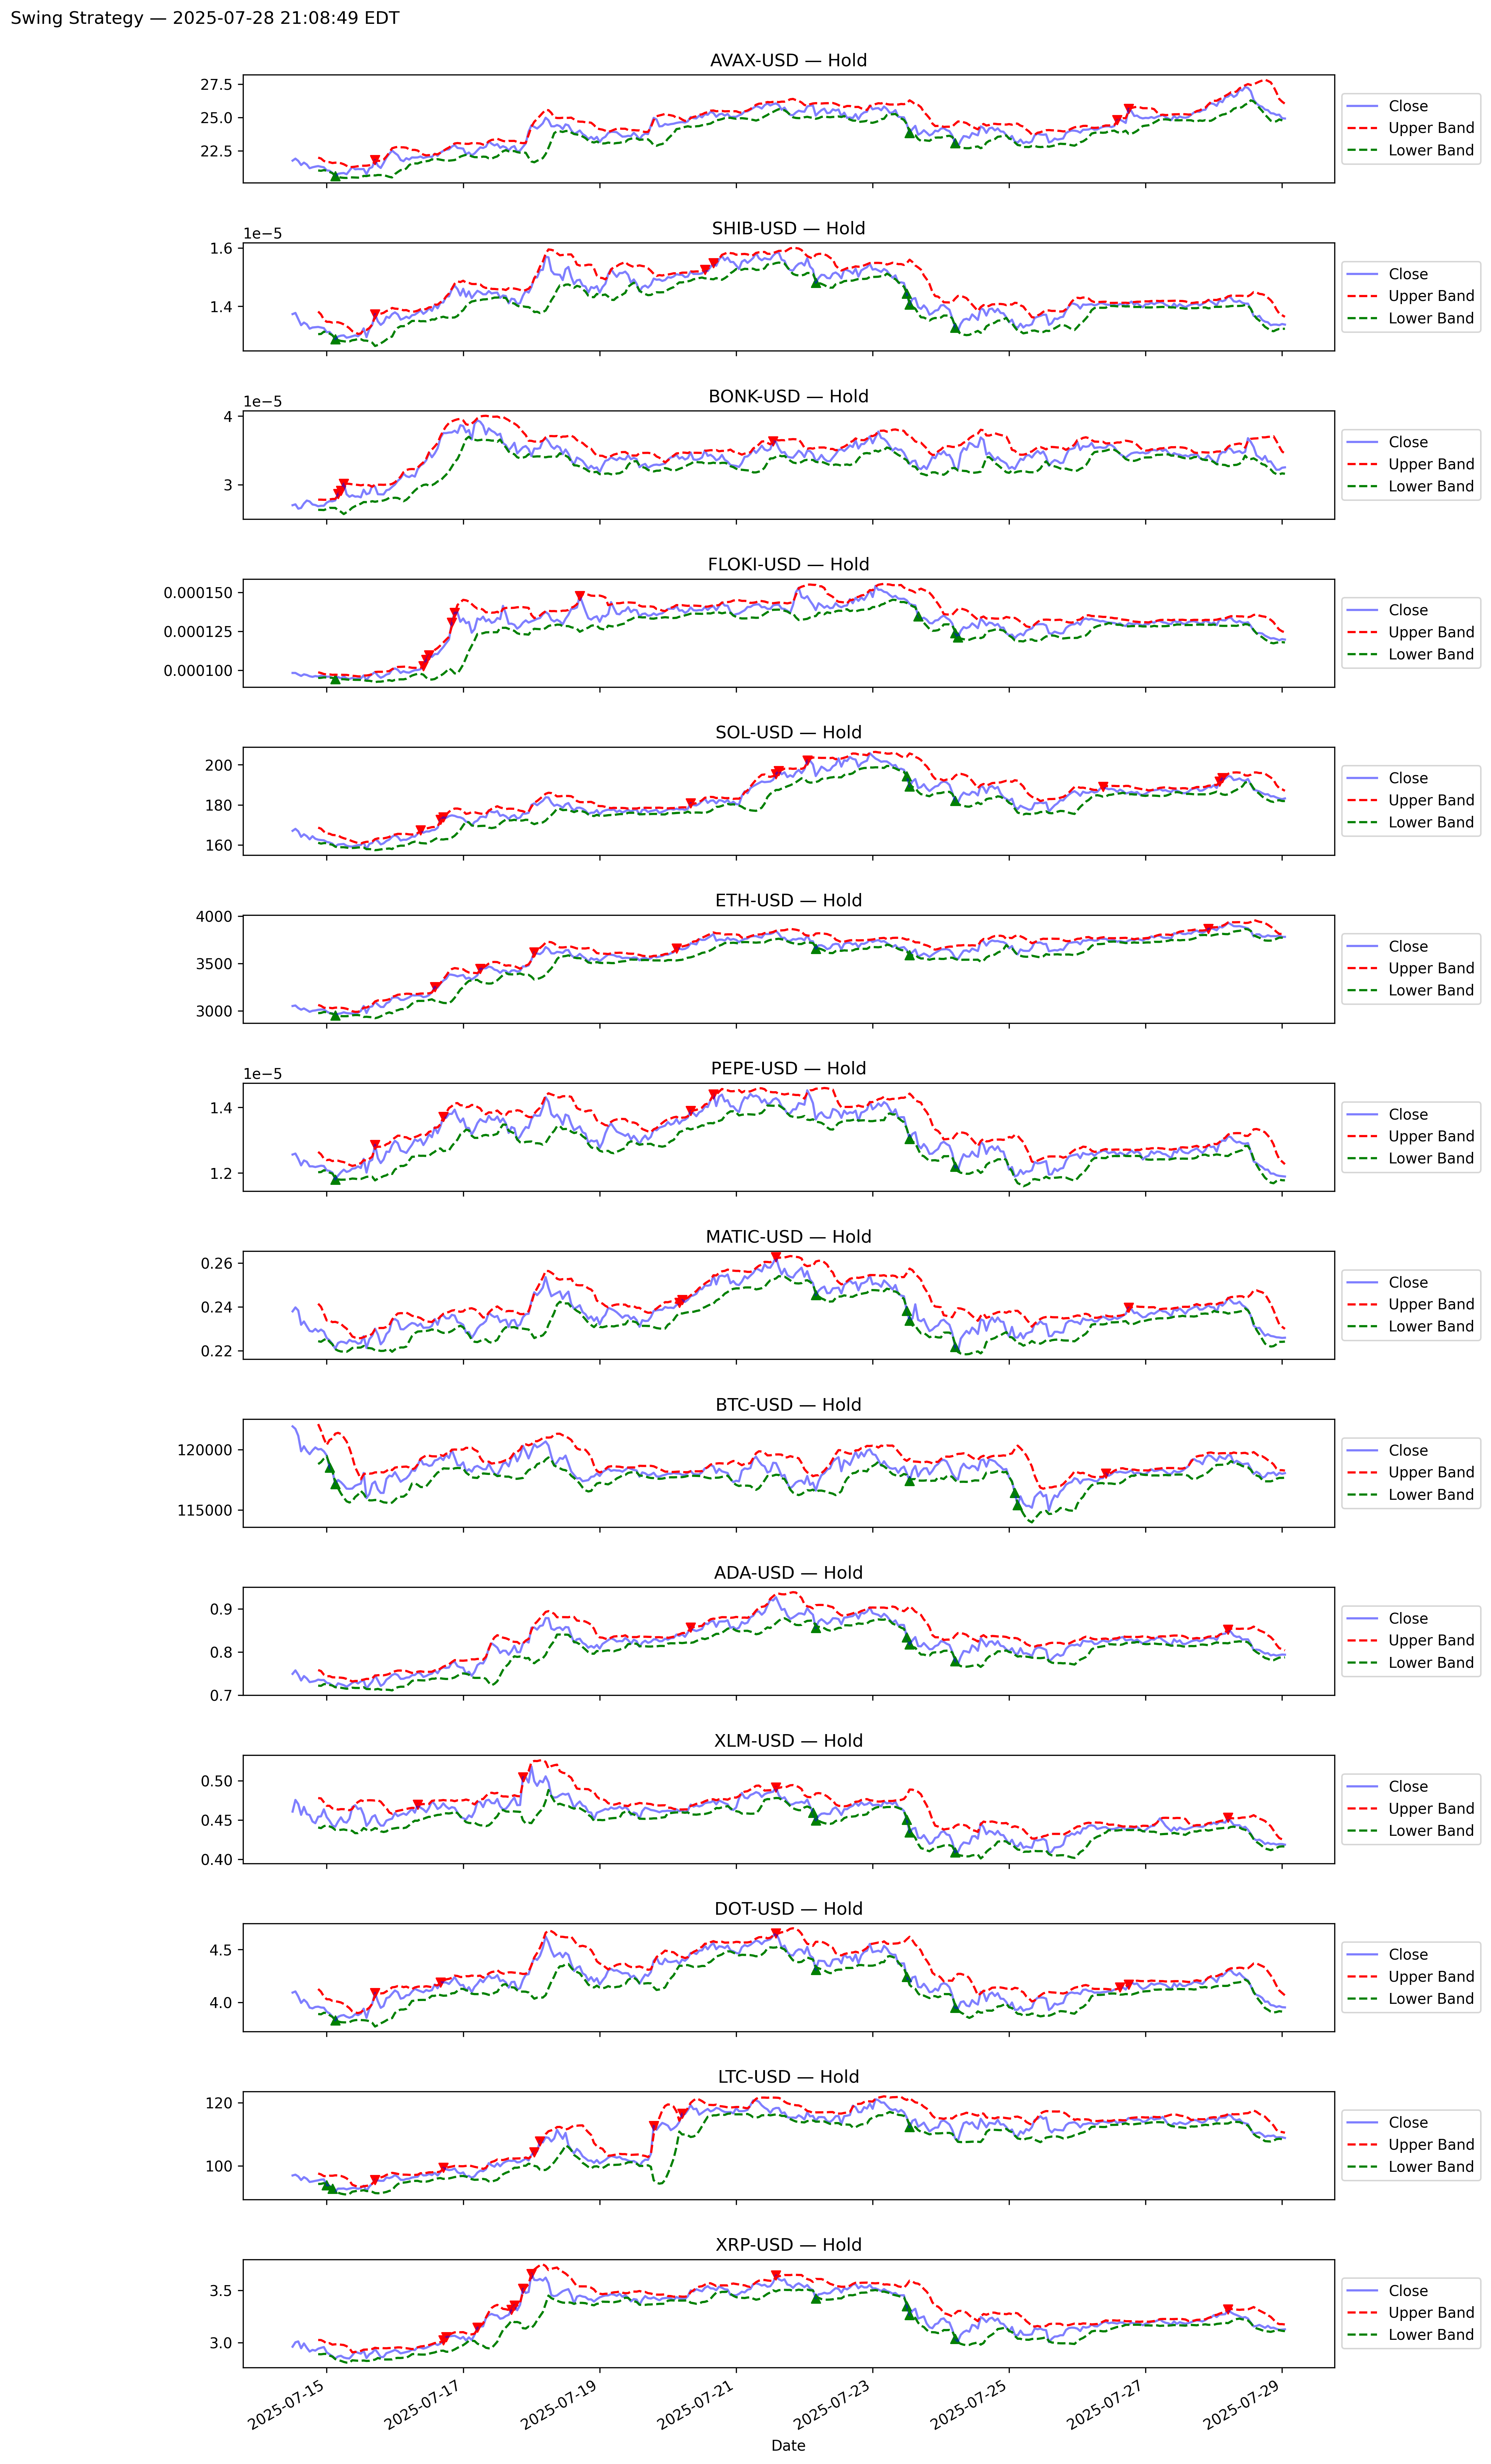 Swing Strategy — 2025-07-28 21:08:49 EDT
AVAX-USD — Hold
27.5
25.0
22.5
Close
Upper Band
Lower Band
SHIB-USD — Hold
1e−5
1.6
1.4
Close
Upper Band
Lower Band
BONK-USD — Hold
1e−5
4
3
Close
Upper Band
Lower Band
FLOKI-USD — Hold
0.000150
0.000125
0.000100
Close
Upper Band
Lower Band
SOL-USD — Hold
200
180
160
Close
Upper Band
Lower Band
ETH-USD — Hold
4000
3500
3000
Close
Upper Band
Lower Band
PEPE-USD — Hold
1e−5
1.4
1.2
Close
Upper Band
Lower Band
MATIC-USD — Hold
0.26
0.24
0.22
Close
Upper Band
Lower Band
BTC-USD — Hold
120000
115000
Close
Upper Band
Lower Band
ADA-USD — Hold
0.9
0.8
0.7
Close
Upper Band
Lower Band
XLM-USD — Hold
0.50
0.45
0.40
Close
Upper Band
Lower Band
DOT-USD — Hold
4.5
4.0
Close
Upper Band
Lower Band
LTC-USD — Hold
120
100
Close
Upper Band
Lower Band
XRP-USD — Hold
3.5
3.0
Close
Upper Band
Lower Band
2025-07-15
2025-07-17
2025-07-19
2025-07-21
2025-07-23
2025-07-25
2025-07-27
2025-07-29
Date